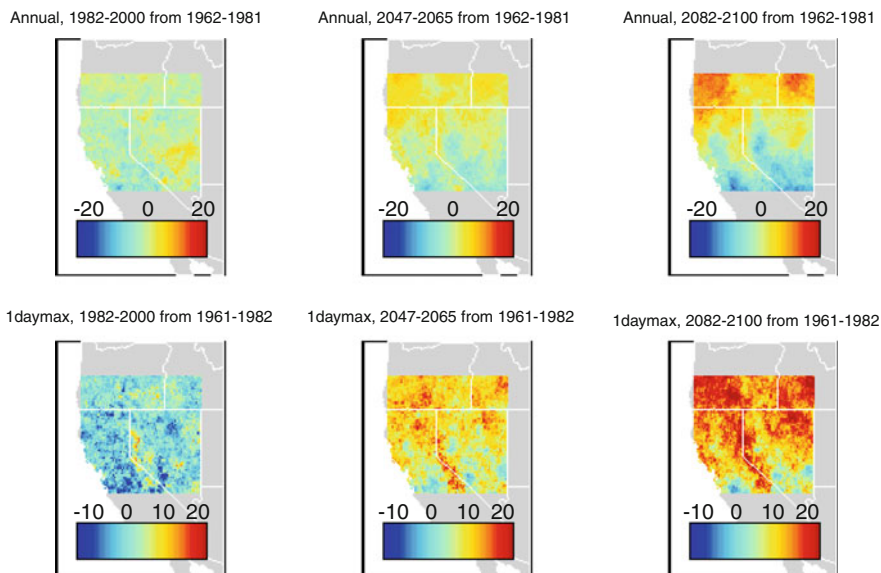 Annual, 1982-2000 from 1962-1981
Annual, 2047-2065 from 1962-1981
Annual, 2082-2100 from 1962-1981
-20 0 20
-20 0 20
-20 0 20
1daymax, 1982-2000 from 1961-1982
1daymax, 2047-2065 from 1961-1982
1daymax, 2082-2100 from 1961-1982
-10 0 10 20
-10 0 10 20
-10 0 10 20